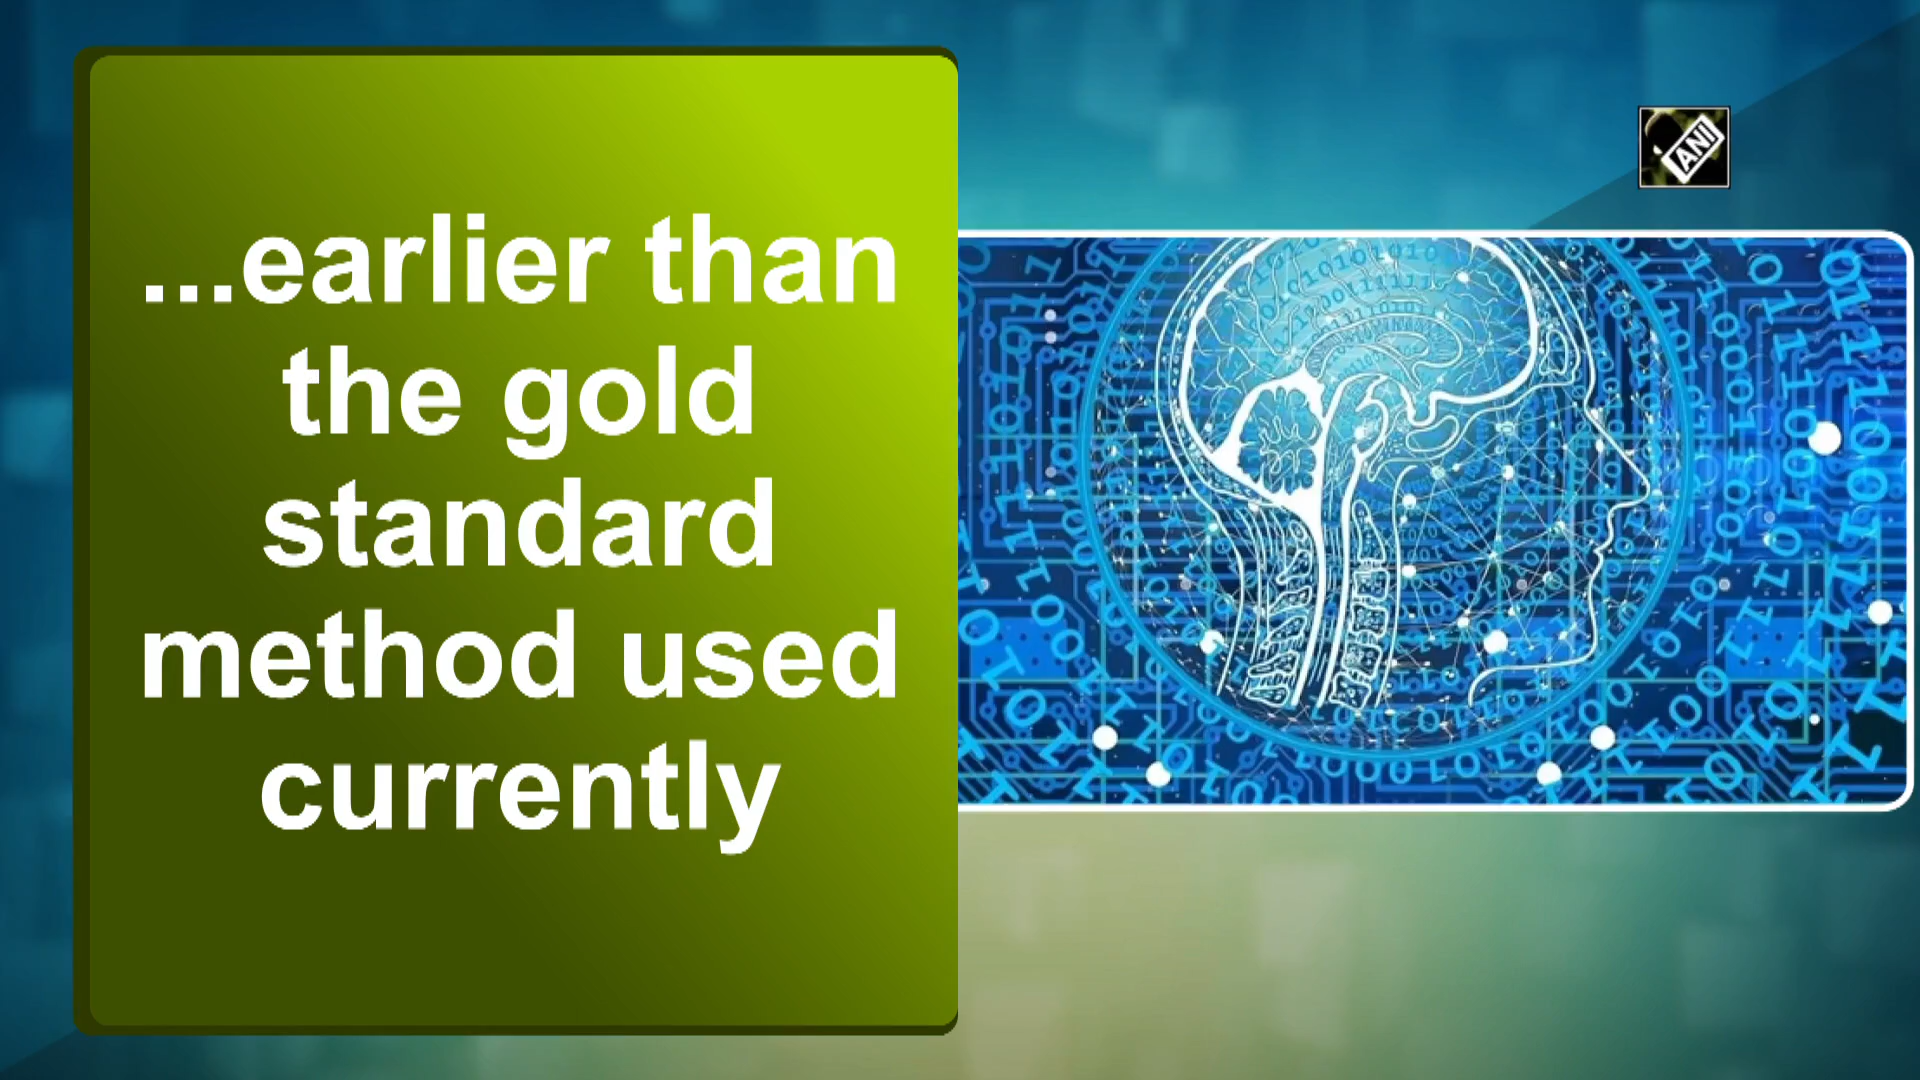 ...earlier than
the gold
standard
method used
currently
ANI